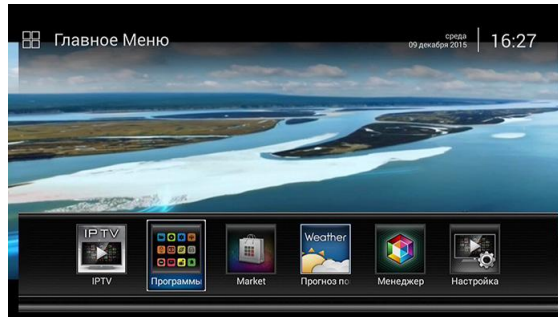 Главное Меню
среда
09 декабря 2015
16:27
IPTV
Weather
IPTV
Программы
Market
Прогноз по
Менеджер
Настройка